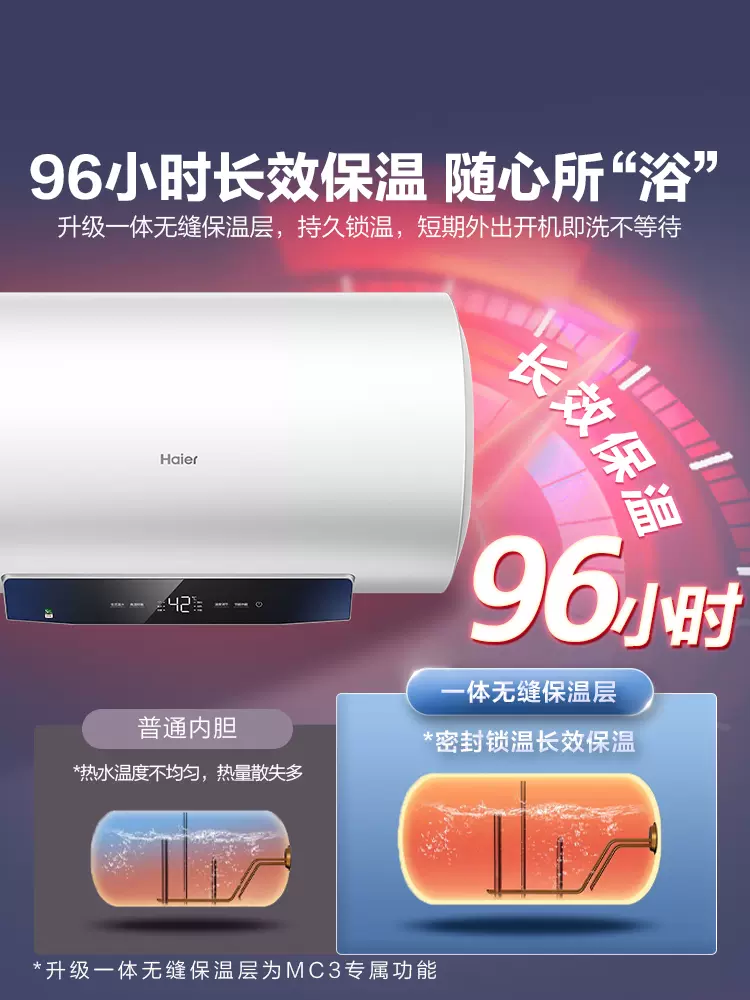 96小时长效保温 随心所“浴”
升级一体无缝保温层，持久锁温，短期外出开机即洗不等待
长效保温
Haier
96小时
42
一体无缝保温层
*密封锁温长效保温
普通内胆
*热水温度不均匀，热量散失多
*升级一体无缝保温层为MC3专属功能